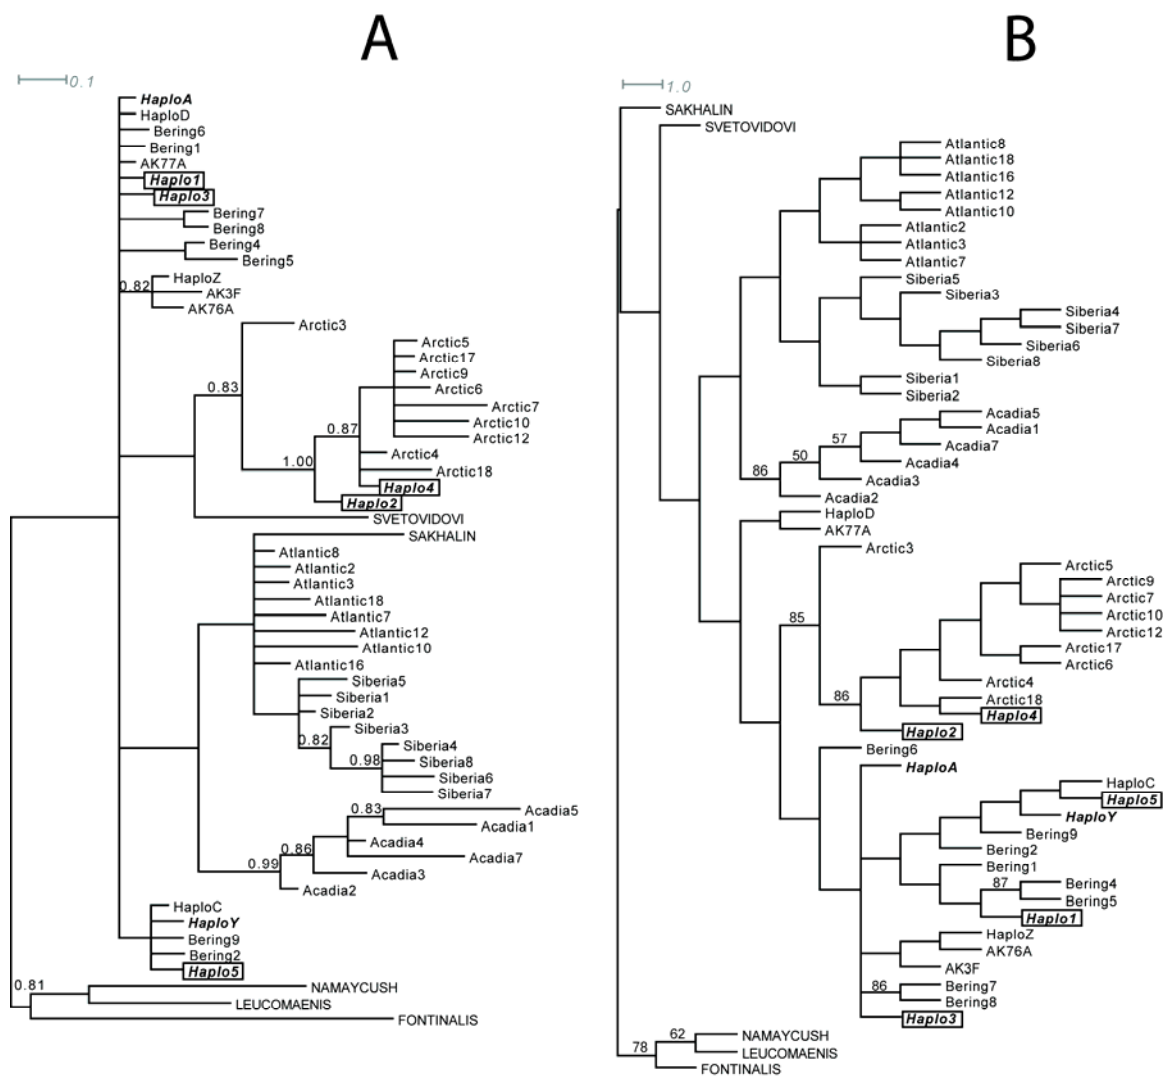 A
0.1
HaploA
HaploD
Bering6
Bering1
AK77A
Haplo1
Haplo3
Bering7
Bering8
Bering4
Bering5
HaploZ
0.82
AK3F
AK76A
Arctic3
Arctic5
Arctic17
Arctic9
0.83
Arctic6
Arctic7
Arctic10
0.87
Arctic12
Arctic4
1.00
Arctic18
Haplo4
Haplo2
SVETOVIDOVI
SAKHALIN
Atlantic8
Atlantic2
Atlantic3
Atlantic18
Atlantic7
Atlantic12
Atlantic10
Atlantic16
Siberia5
Siberia1
Siberia2
Siberia3
0.82
Siberia4
0.98
Siberia8
Siberia6
Siberia7
0.83
Acadia5
Acadia1
Acadia4
0.86
Acadia7
0.99
Acadia3
Acadia2
HaploC
HaploY
Bering9
Bering2
Haplo5
0.81
NAMAYCUSH
LEUCOMAENIS
FONTINALIS
B
1.0
SAKHALIN
SVETOVIDOVI
Atlantic8
Atlantic18
Atlantic16
Atlantic12
Atlantic10
Atlantic2
Atlantic3
Atlantic7
Siberia5
Siberia3
Siberia4
Siberia7
Siberia6
Siberia8
Siberia1
Siberia2
Acadia5
Acadia1
57
Acadia7
50
Acadia4
86
Acadia3
Acadia2
HaploD
AK77A
Arctic3
Arctic5
Arctic9
Arctic7
Arctic10
85
Arctic12
Arctic17
Arctic6
Arctic4
86
Arctic18
Haplo4
Haplo2
Bering6
HaploA
HaploC
Haplo5
HaploY
Bering9
Bering2
Bering1
87
Bering4
Bering5
Haplo1
HaploZ
AK76A
AK3F
86
Bering7
Bering8
Haplo3
62
NAMAYCUSH
78
LEUCOMAENIS
FONTINALIS